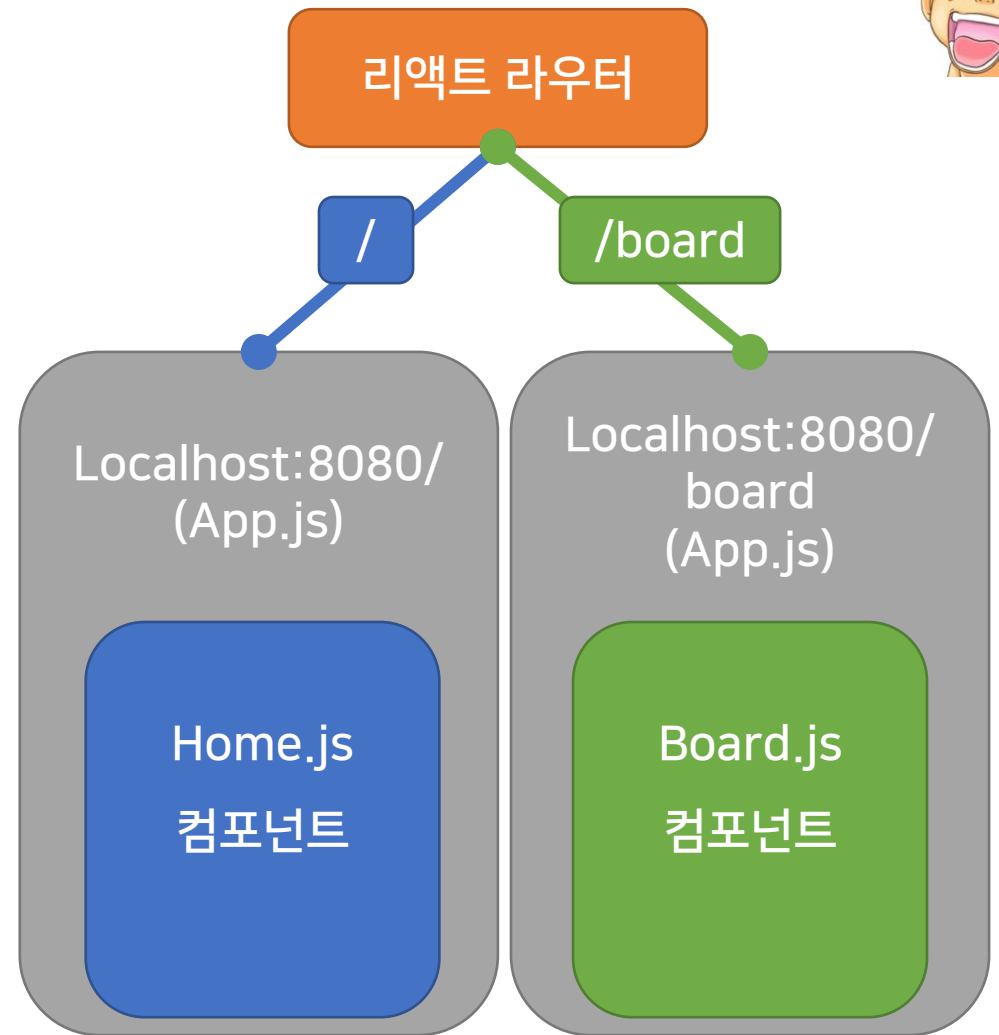 리액트 라우터
/
/board
Localhost:8080/
(App.js)
Localhost:8080/
board
(App.js)
Home.js
컴포넌트
Board.js
컴포넌트